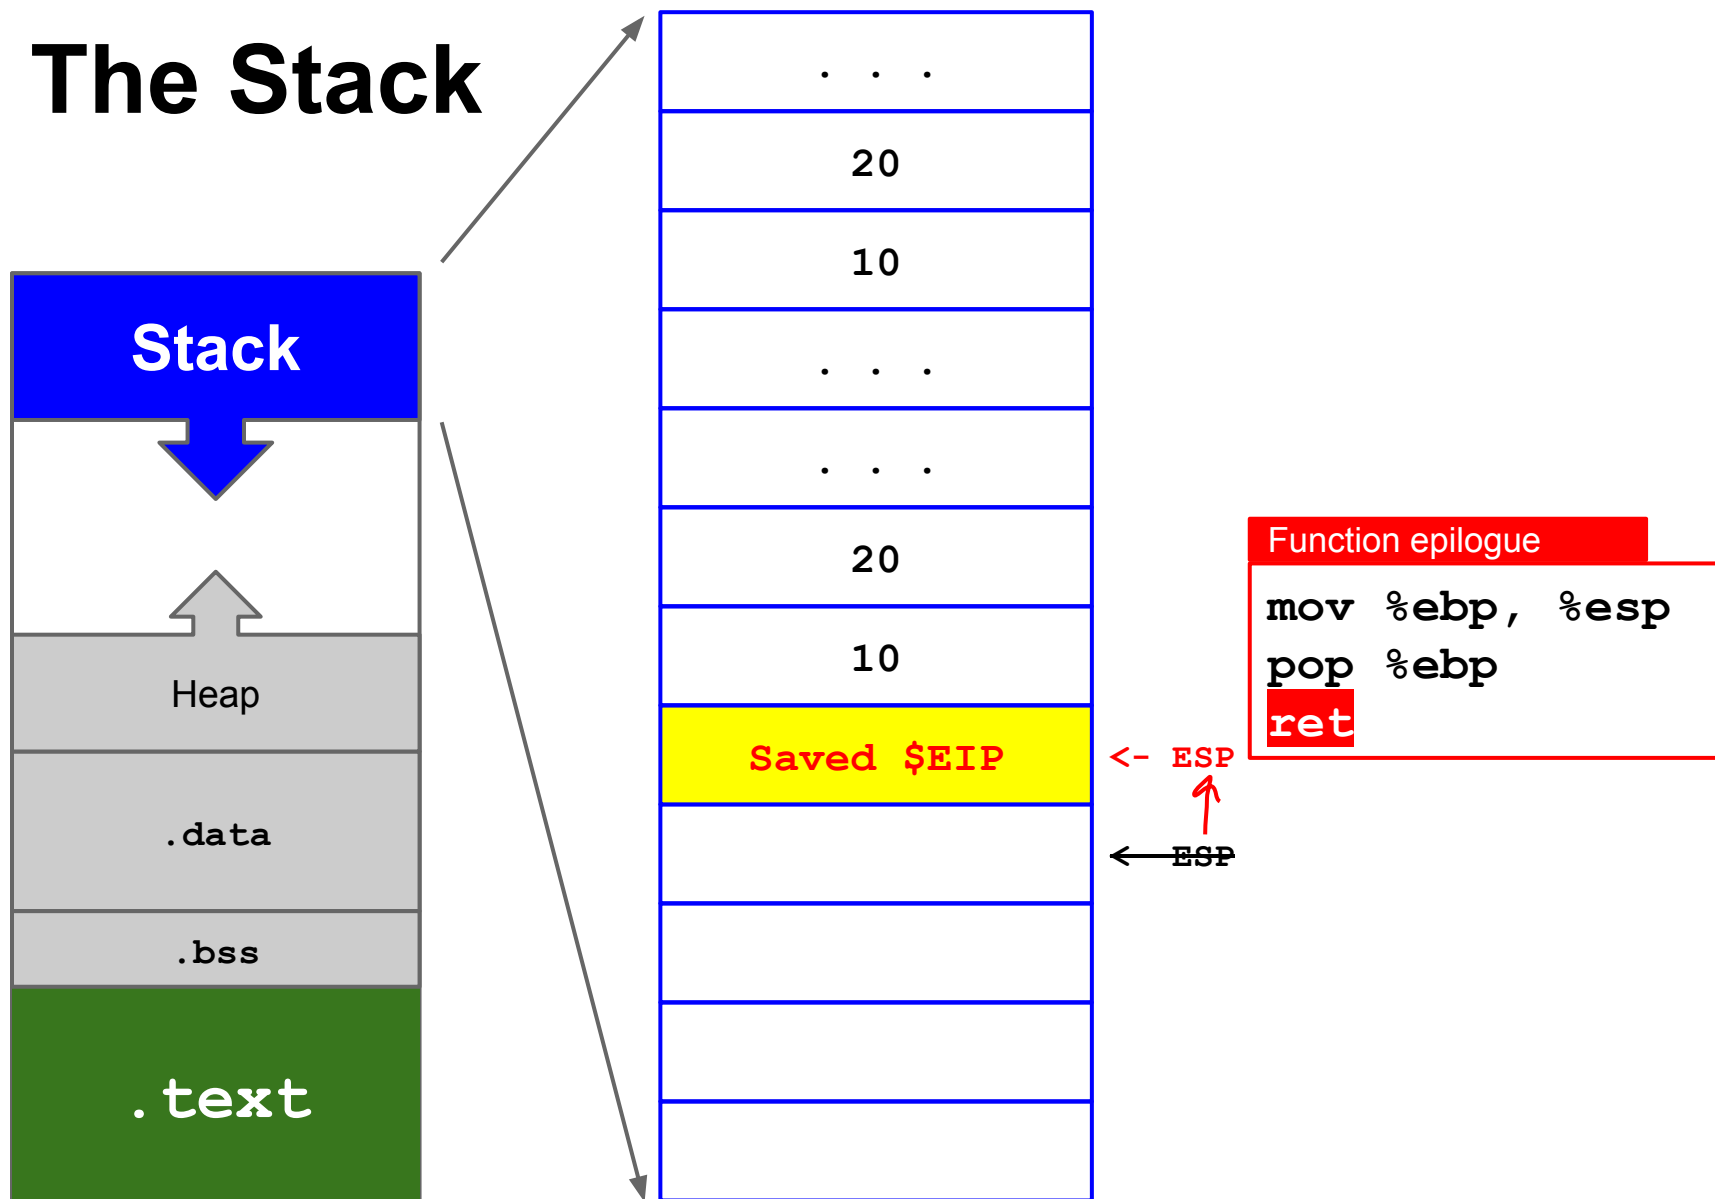 The Stack
Stack
Heap
.data
.bss
.text
. . .
20
10
. . .
. . .
20
10
Saved $EIP
<- ESP
<- ESP
Function epilogue
mov %ebp, %esp
pop %ebp
ret